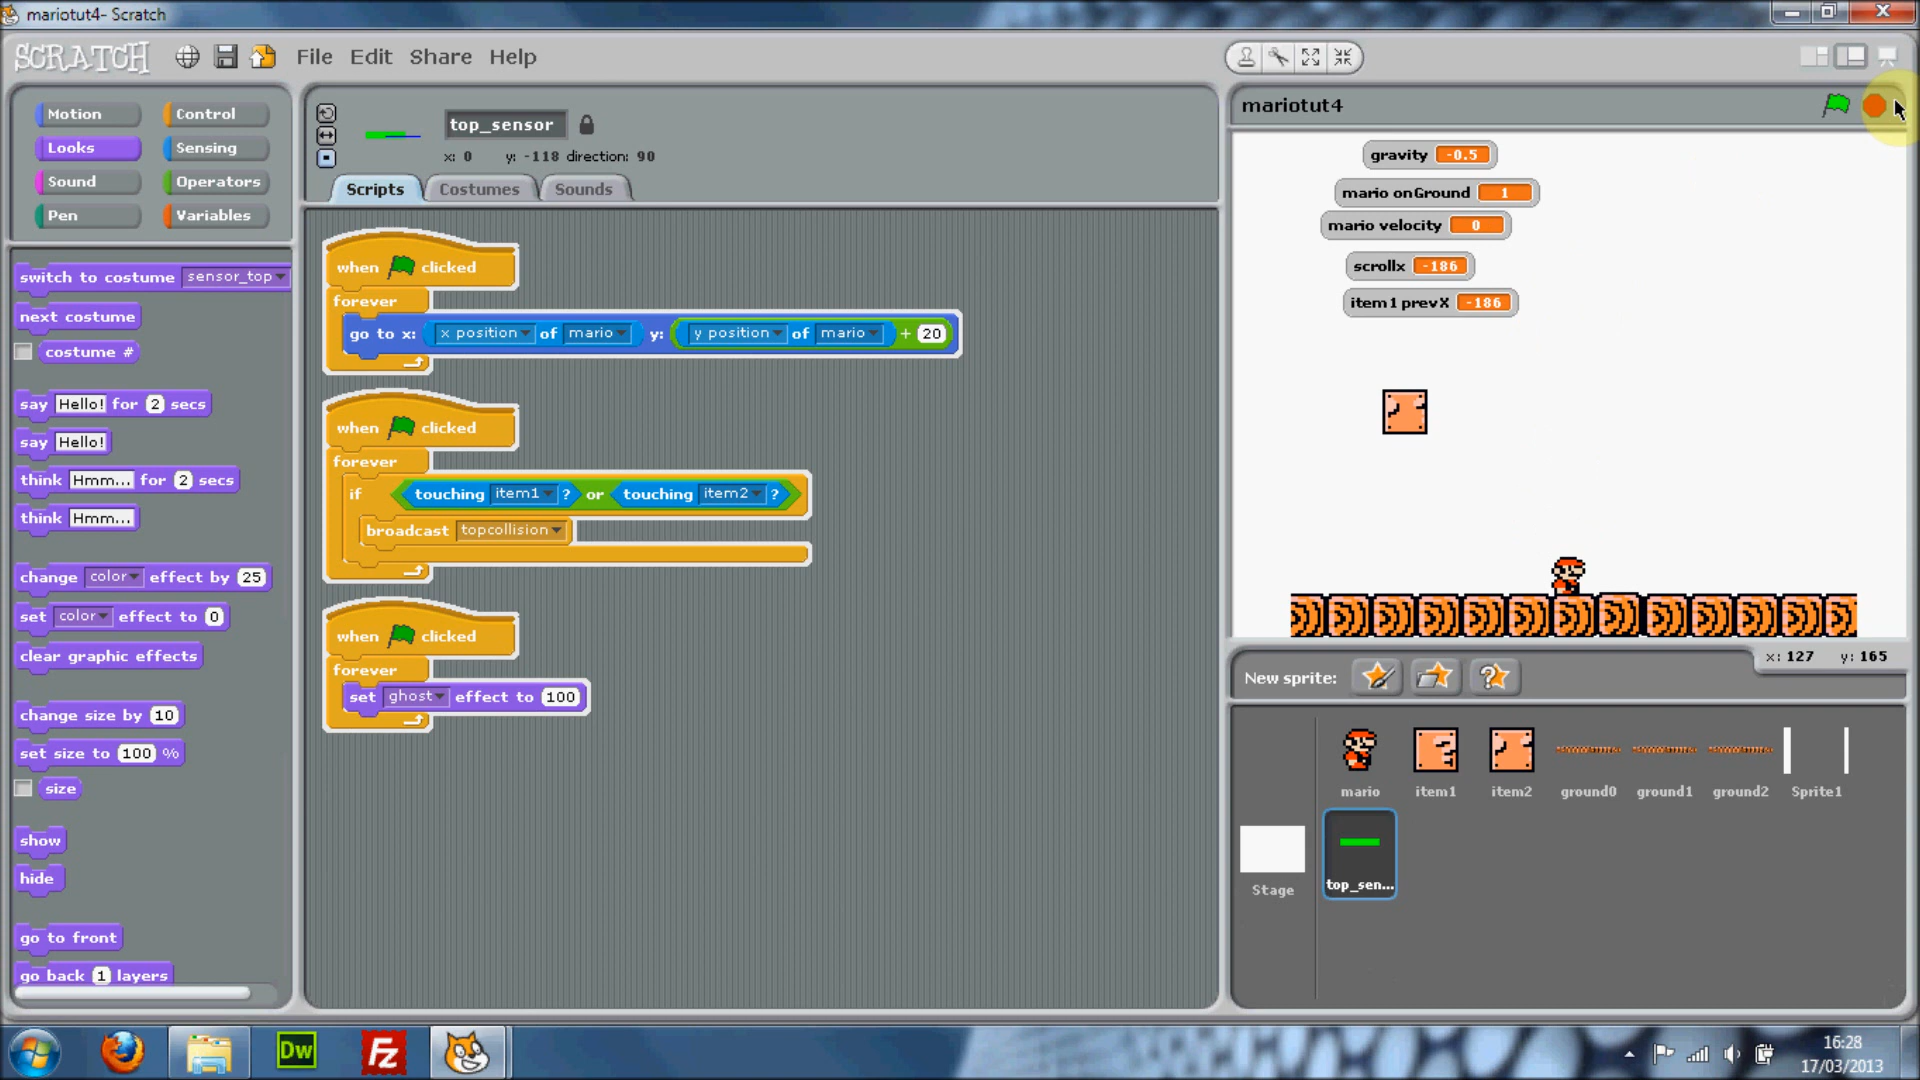 mariotut4- Scratch
SCRATCH File Edit Share Help
Motion Control
Looks Sensing
Sound Operators
Pen Variables
switch to costume sensor_top
next costume
costume #
say Hello! for 2 secs
say Hello!
think Hmm... for 2 secs
think Hmm...
change color effect by 25
set color effect to 0
clear graphic effects
change size by 10
set size to 100 %
size
show
hide
go to front
go back 1 layers
top_sensor
x: 0 y: -118 direction: 90
Scripts Costumes Sounds
when clicked
forever
go to x: x position of mario y: y position of mario + 20
when clicked
forever
if touching item1 ? or touching item2 ?
broadcast topcollision
when clicked
forever
set ghost effect to 100
mariotut4
gravity -0.5
mario onGround 1
mario velocity 0
scrollx -186
item1 prevX -186
x: 127 y: 165
New sprite:
mario item1 item2 ground0 ground1 ground2 Sprite1
Stage
top_sen...
Dw
Fz
16:28
17/03/2013